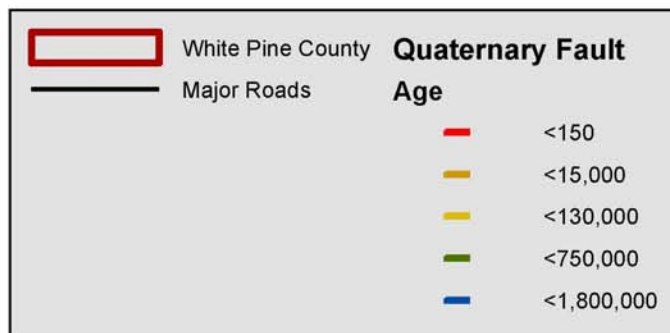 White Pine County
Major Roads
Quaternary Fault
Age
<150
<15,000
<130,000
<750,000
<1,800,000